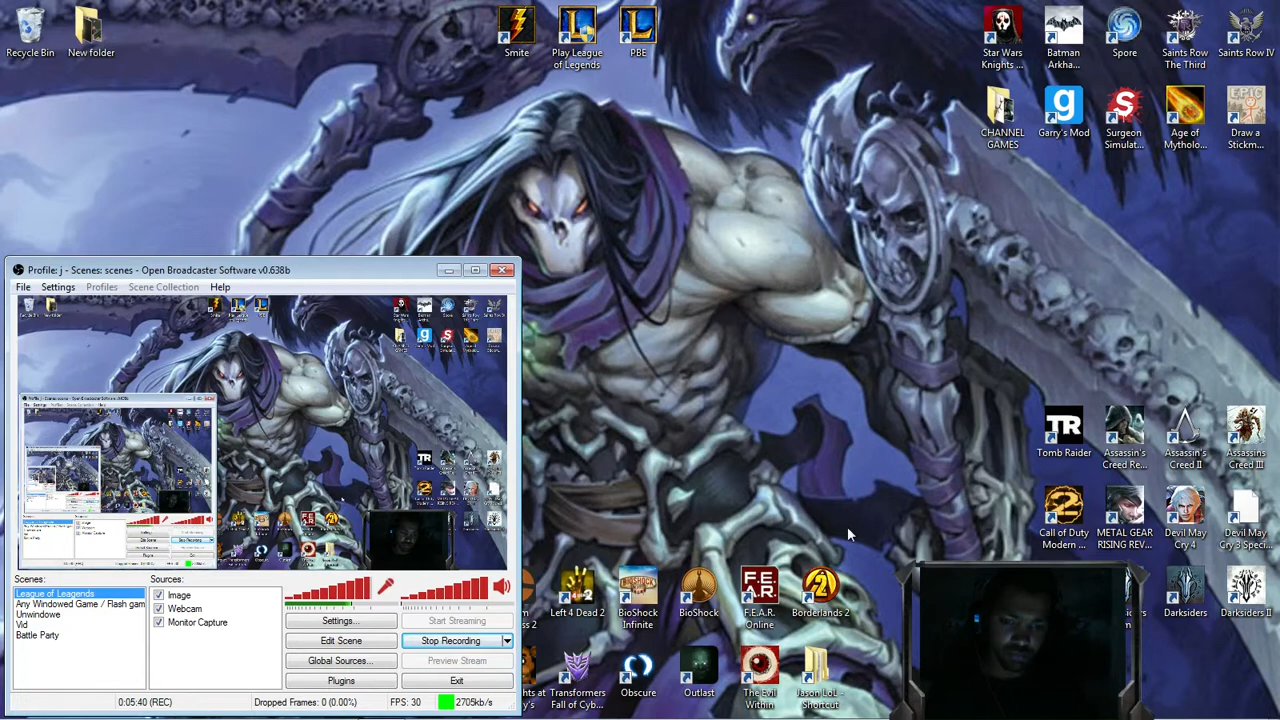 Recycle Bin
New folder
Smite
Play League
of Legends
PBE
Star Wars
Knights ...
Batman
Arkha...
Spore
Saints Row
The Third
Saints Row IV
CHANNEL
GAMES
Garry's Mod
Surgeon
Simulat...
Age of
Mytholo...
EPIC
Draw a
Stickm...
Profile: j - Scenes: scenes - Open Broadcaster Software v0.638b
File Settings Profiles Scene Collection Help
TR
Tomb Raider
Assassin's
Creed Re...
Assassin's
Creed II
Assassins
Creed III
Call of Duty
Modern ...
METAL GEAR
RISING REV...
Devil May
Cry 4
Devil May
Cry 3 Speci...
Scenes:
Sources:
League of Leagends
Any Windowed Game / Flash gam
Unwindowe
Vid
Battle Party
Image
Webcam
Monitor Capture
Settings...
Start Streaming
Edit Scene
Stop Recording
Global Sources...
Preview Stream
Plugins
Exit
0:05:40 (REC)
Dropped Frames: 0 (0.00%)
FPS: 30
2705kb/s
Left 4 Dead 2
BIOSHOCK
BioShock
Infinite
BioShock
F.E.A.R.
F.E.A.R.
Online
Borderlands 2
Darksiders
Darksiders II
Transformers
Fall of Cyb...
Obscure
Outlast
The Evil
Within
Jason LoL -
Shortcut